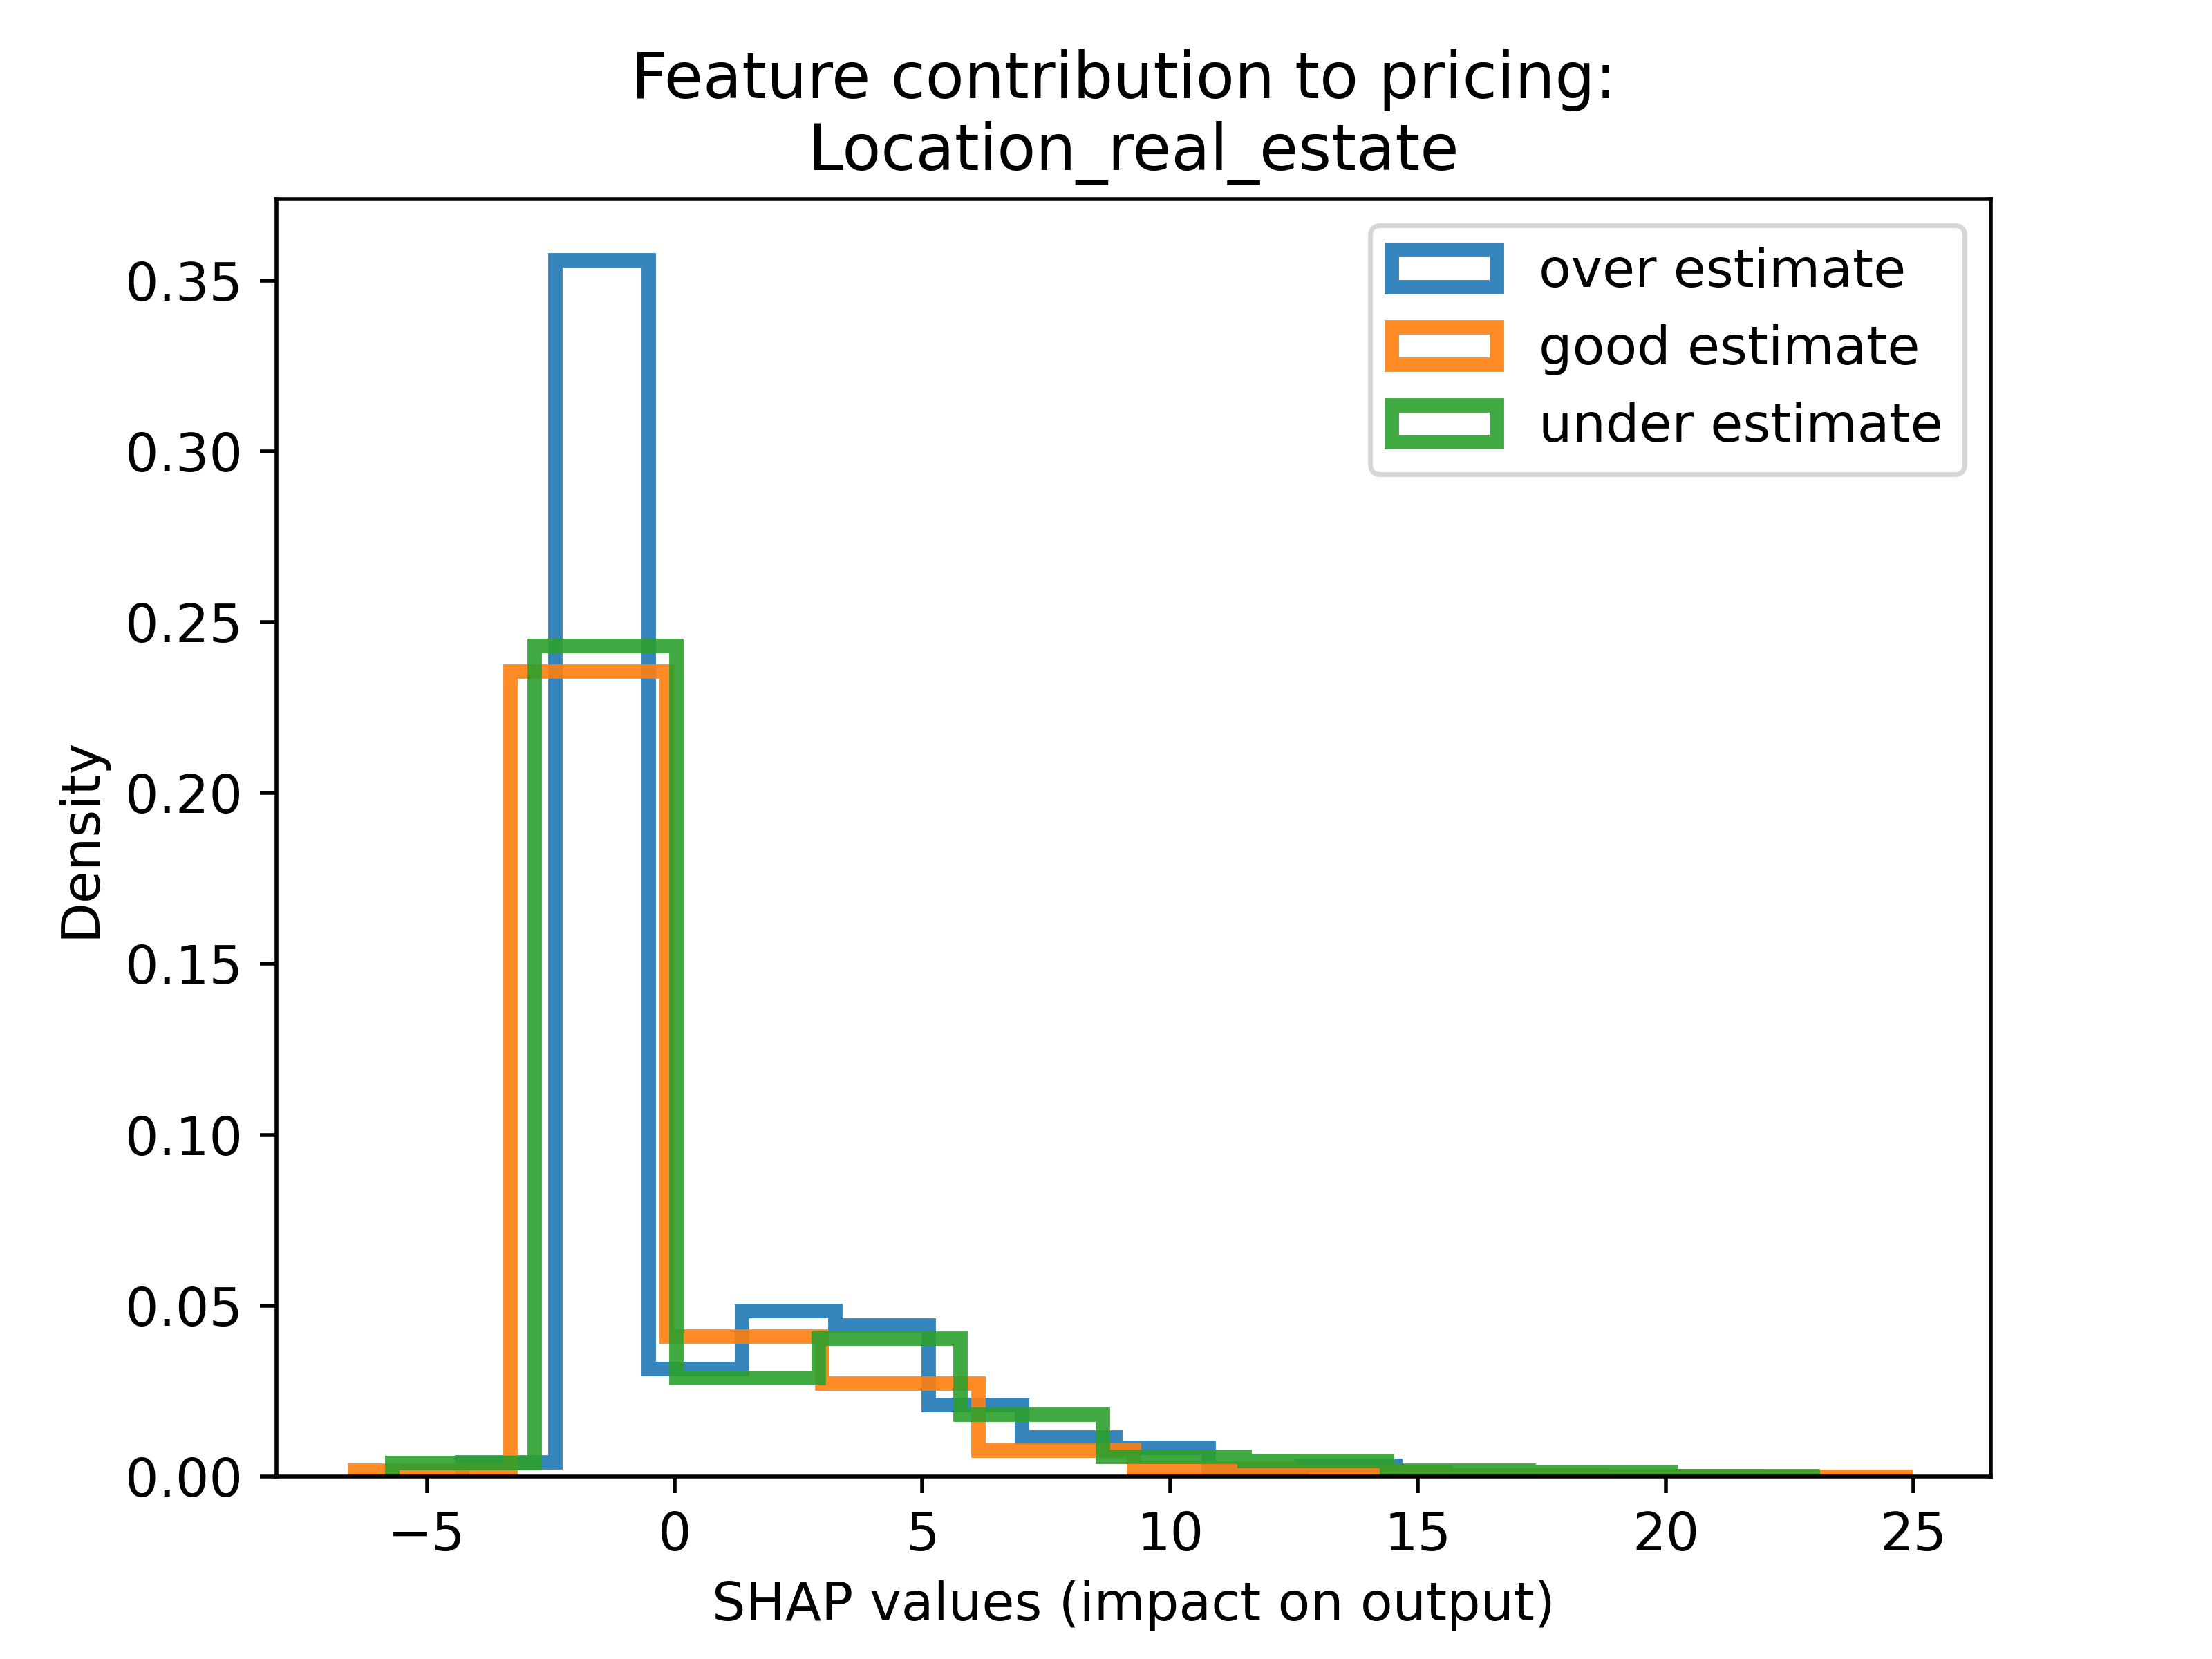 Feature contribution to pricing:
Location_real_estate
over estimate
good estimate
under estimate
Density
0.35
0.30
0.25
0.20
0.15
0.10
0.05
0.00
−5 0 5 10 15 20 25
SHAP values (impact on output)